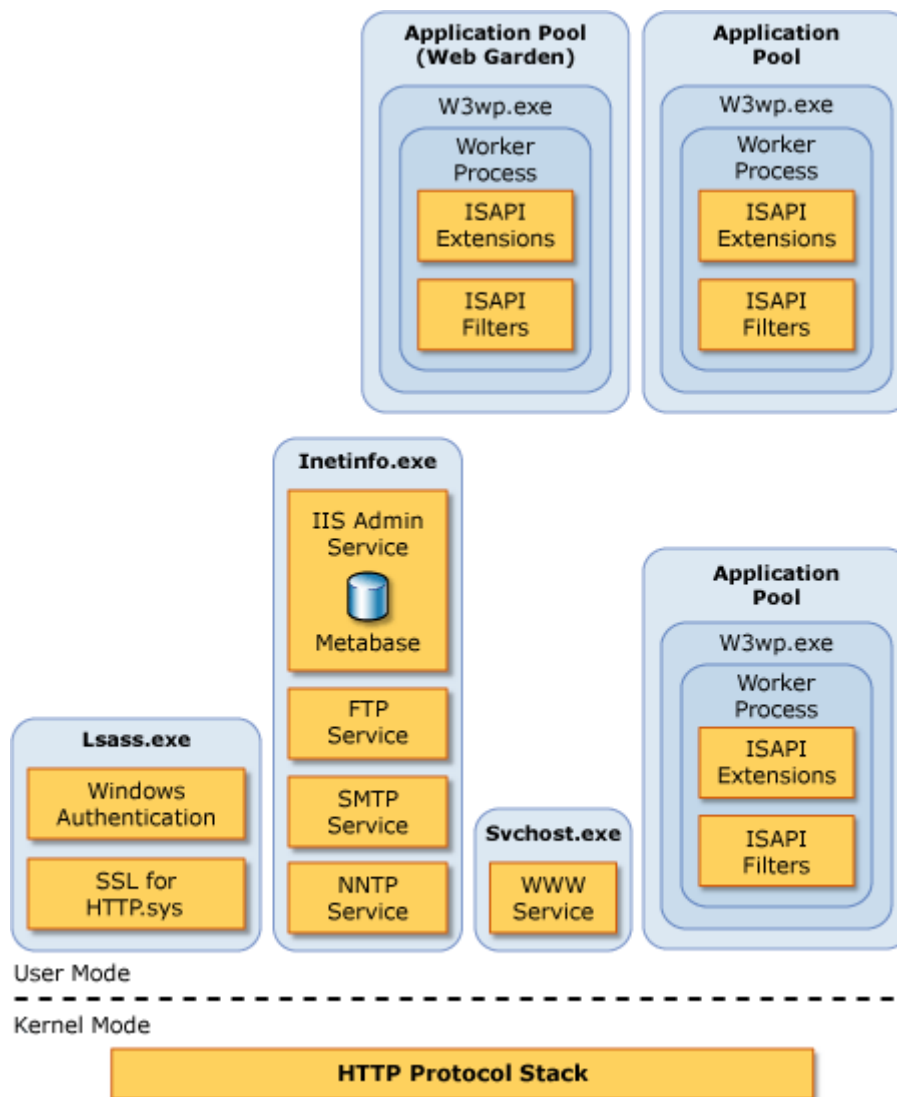 Application Pool
(Web Garden)
W3wp.exe
Worker
Process
ISAPI
Extensions
ISAPI
Filters
Application
Pool
W3wp.exe
Worker
Process
ISAPI
Extensions
ISAPI
Filters
Inetinfo.exe
IIS Admin
Service
Metabase
FTP
Service
SMTP
Service
NNTP
Service
Application
Pool
W3wp.exe
Worker
Process
ISAPI
Extensions
ISAPI
Filters
Lsass.exe
Windows
Authentication
SSL for
HTTP.sys
Svchost.exe
WWW
Service
User Mode
Kernel Mode
HTTP Protocol Stack